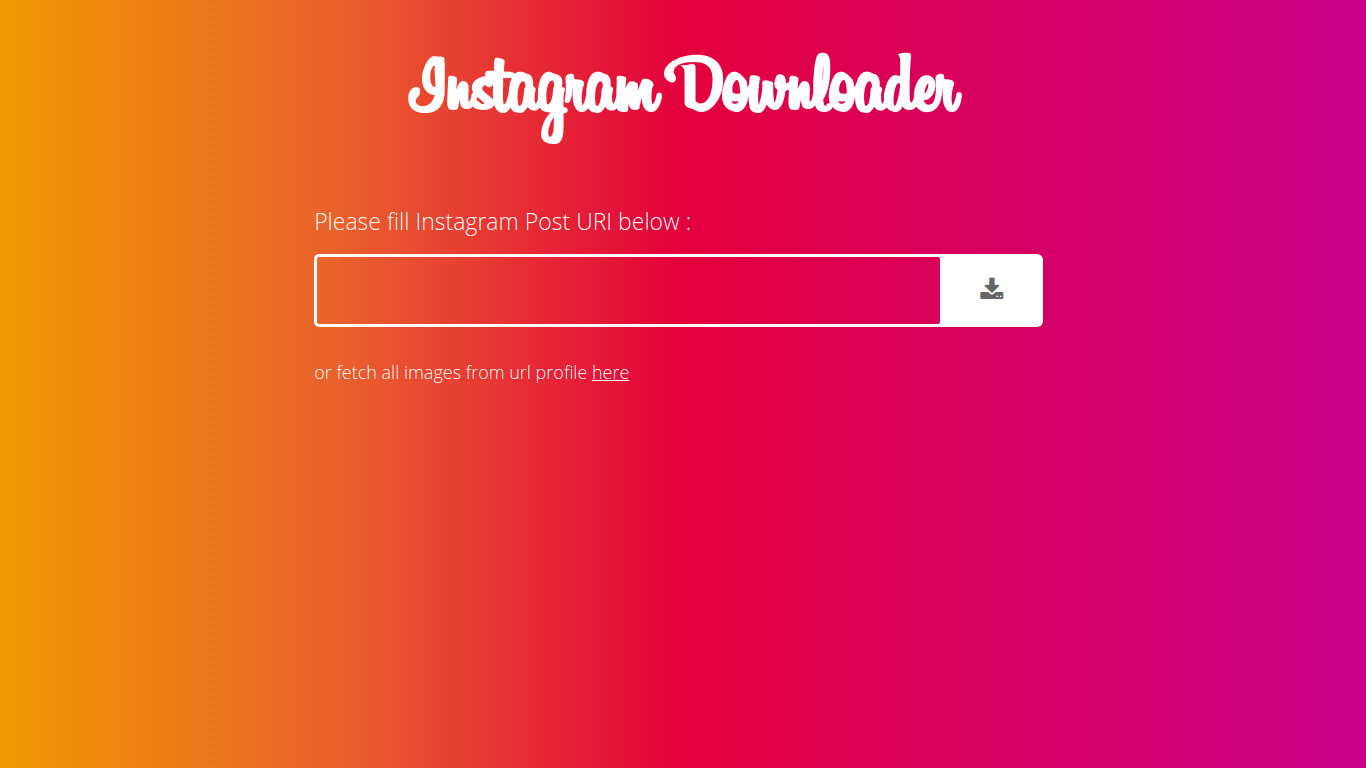 Instagram Downloader
Please fill Instagram Post URI below :
or fetch all images from url profile here